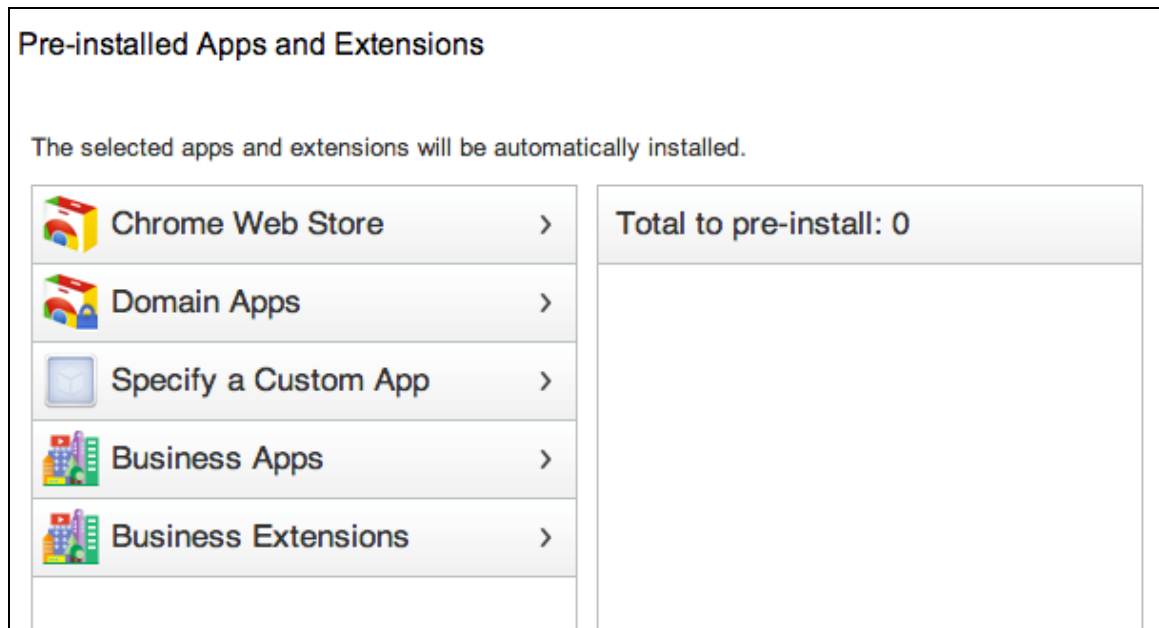 Pre-installed Apps and Extensions
The selected apps and extensions will be automatically installed.
Chrome Web Store
Domain Apps
Specify a Custom App
Business Apps
Business Extensions
Total to pre-install: 0